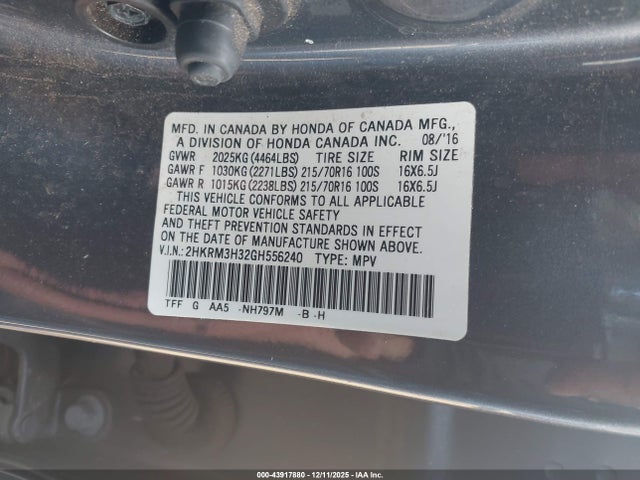 MFD. IN CANADA BY HONDA OF CANADA MFG.,
A DIVISION OF HONDA CANADA INC. 08/'16
GVWR 2025KG(4464LBS) TIRE SIZE RIM SIZE
GAWR F 1030KG(2271LBS) 215/70R16 100S 16X6.5J
GAWR R 1015KG(2238LBS) 215/70R16 100S 16X6.5J
THIS VEHICLE CONFORMS TO ALL APPLICABLE
FEDERAL MOTOR VEHICLE SAFETY
AND THEFT PREVENTION STANDARDS IN EFFECT
ON THE DATE OF MANUFACTURE SHOWN ABOVE.
V.I.N.: 2HKRM3H32GH556240 TYPE: MPV
TFF G AA5 -NH797M -B -H
000-43917880 - 12/11/2025 - IAA Inc.